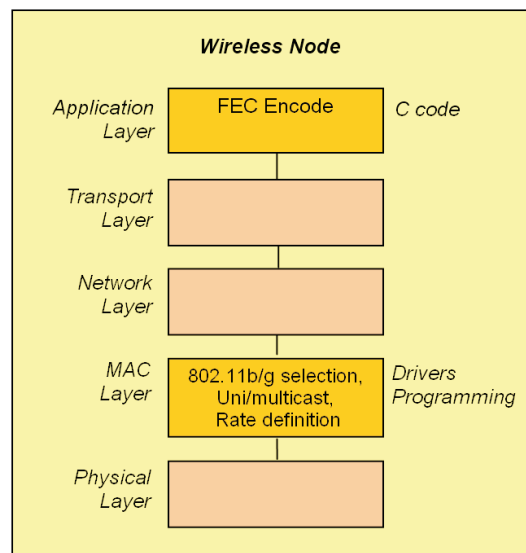 Wireless Node
Application
Layer
FEC Encode
C code
Transport
Layer
Network
Layer
MAC
Layer
802.11b/g selection,
Uni/multicast,
Rate definition
Drivers
Programming
Physical
Layer